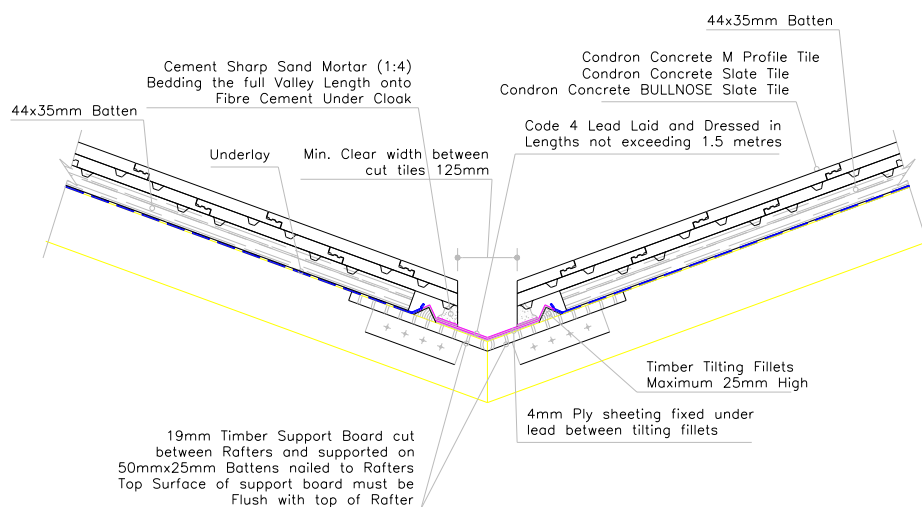 44x35mm Batten
Cement Sharp Sand Mortar (1:4)
Bedding the full Valley Length onto
Fibre Cement Under Cloak
Condron Concrete M Profile Tile
Condron Concrete Slate Tile
Condron Concrete BULLNOSE Slate Tile
44x35mm Batten
Underlay
Min. Clear width between
cut tiles 125mm
Code 4 Lead Laid and Dressed in
Lengths not exceeding 1.5 metres
Timber Tilting Fillets
Maximum 25mm High
4mm Ply sheeting fixed under
lead between tilting fillets
19mm Timber Support Board cut
between Rafters and supported on
50mmx25mm Battens nailed to Rafters
Top Surface of support board must be
Flush with top of Rafter